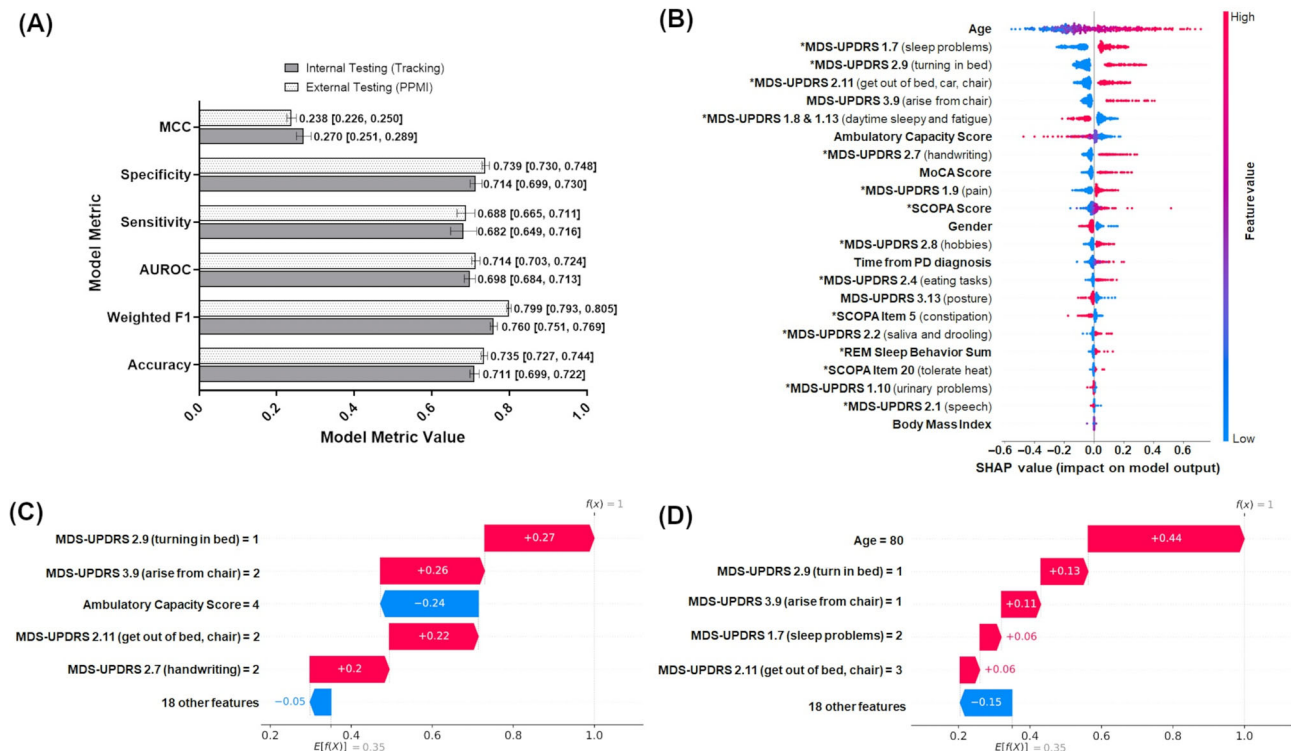 (A)
Internal Testing (Tracking)
External Testing (PPMI)
Model Metric
MCC
0.238 [0.226, 0.250]
0.270 [0.251, 0.289]
Specificity
0.739 [0.730, 0.748]
0.714 [0.699, 0.730]
Sensitivity
0.688 [0.665, 0.711]
0.682 [0.649, 0.716]
AUROC
0.714 [0.703, 0.724]
0.698 [0.684, 0.713]
Weighted F1
0.799 [0.793, 0.805]
0.760 [0.751, 0.769]
Accuracy
0.735 [0.727, 0.744]
0.711 [0.699, 0.722]
0.0 0.2 0.4 0.6 0.8 1.0
Model Metric Value
(B)
High
Age
*MDS-UPDRS 1.7 (sleep problems)
*MDS-UPDRS 2.9 (turning in bed)
*MDS-UPDRS 2.11 (get out of bed, car, chair)
MDS-UPDRS 3.9 (arise from chair)
*MDS-UPDRS 1.8 & 1.13 (daytime sleepy and fatigue)
Ambulatory Capacity Score
*MDS-UPDRS 2.7 (handwriting)
MoCA Score
*MDS-UPDRS 1.9 (pain)
*SCOPA Score
Gender
*MDS-UPDRS 2.8 (hobbies)
Time from PD diagnosis
*MDS-UPDRS 2.4 (eating tasks)
MDS-UPDRS 3.13 (posture)
*SCOPA Item 5 (constipation)
*MDS-UPDRS 2.2 (saliva and drooling)
*REM Sleep Behavior Sum
*SCOPA Item 20 (tolerate heat)
*MDS-UPDRS 1.10 (urinary problems)
*MDS-UPDRS 2.1 (speech)
Body Mass Index
Feature value
Low
−0.6 −0.4 −0.2 0.0 0.2 0.4 0.6
SHAP value (impact on model output)
(C)
f(x) = 1
MDS-UPDRS 2.9 (turning in bed) = 1
+0.27
MDS-UPDRS 3.9 (arise from chair) = 2
+0.26
Ambulatory Capacity Score = 4
−0.24
MDS-UPDRS 2.11 (get out of bed, chair) = 2
+0.22
MDS-UPDRS 2.7 (handwriting) = 2
+0.2
18 other features
−0.05
0.2 0.4 0.6 0.8 1.0
E[f(X)] = 0.35
(D)
f(x) = 1
Age = 80
+0.44
MDS-UPDRS 2.9 (turn in bed) = 1
+0.13
MDS-UPDRS 3.9 (arise from chair) = 1
+0.11
MDS-UPDRS 1.7 (sleep problems) = 2
+0.06
MDS-UPDRS 2.11 (get out of bed, chair) = 3
+0.06
18 other features
−0.15
0.2 0.4 0.6 0.8 1.0
E[f(X)] = 0.35